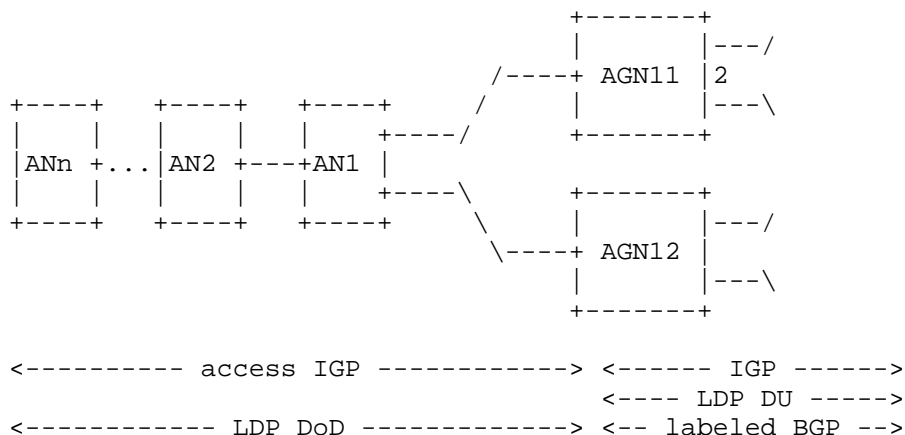 AGN11 2
ANn ... AN2 AN1
AGN12
access IGP IGP
LDP DU
LDP DoD labeled BGP